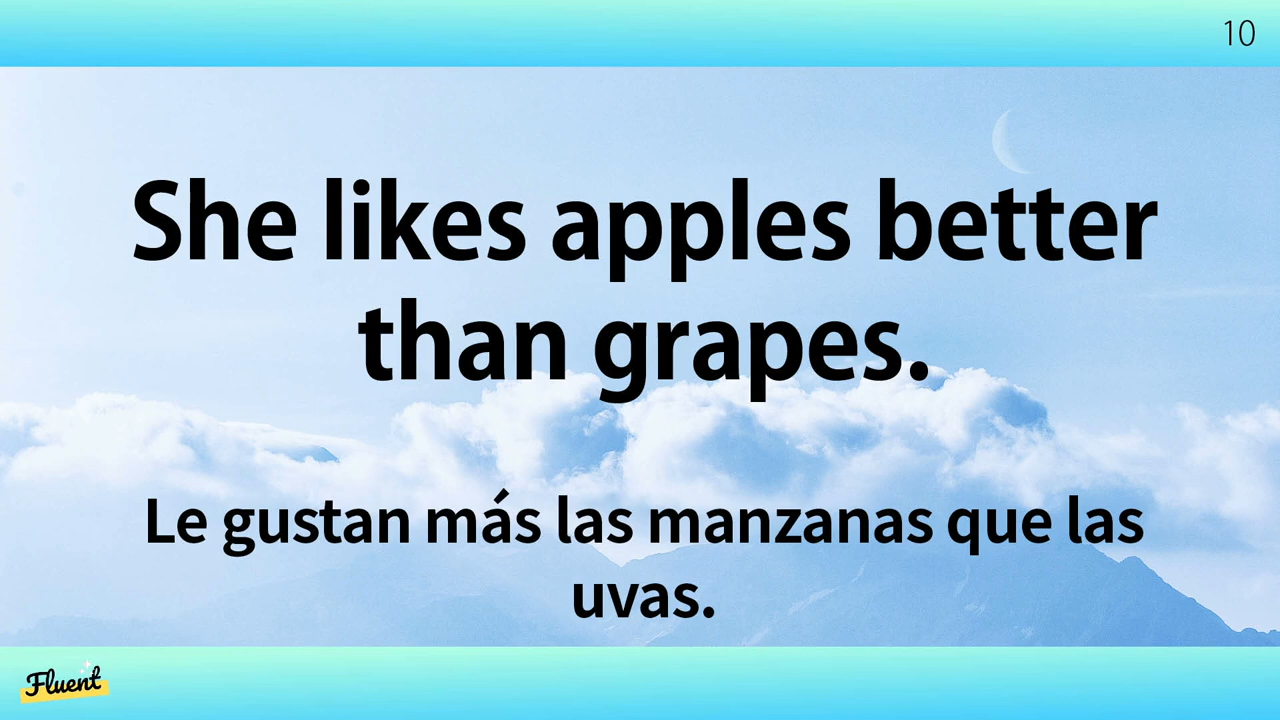 10
She likes apples better
than grapes.
Le gustan más las manzanas que las
uvas.
Fluent